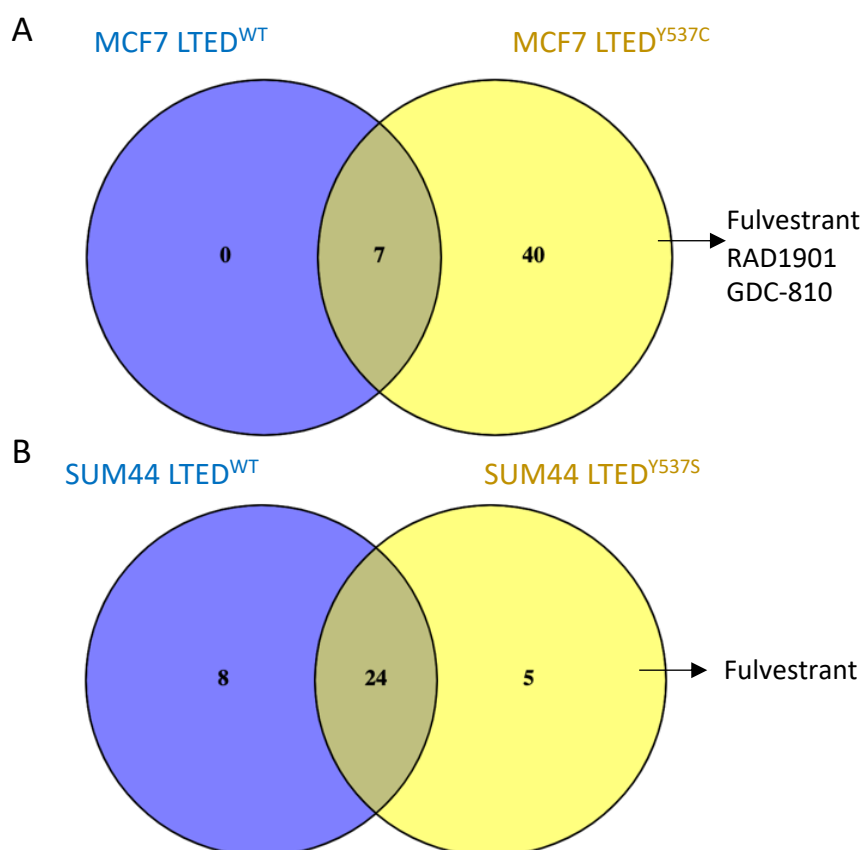 A
MCF7 LTEDWT
MCF7 LTEDY537C
0
7
40
Fulvestrant
RAD1901
GDC-810
B
SUM44 LTEDWT
SUM44 LTEDY537S
8
24
5
Fulvestrant